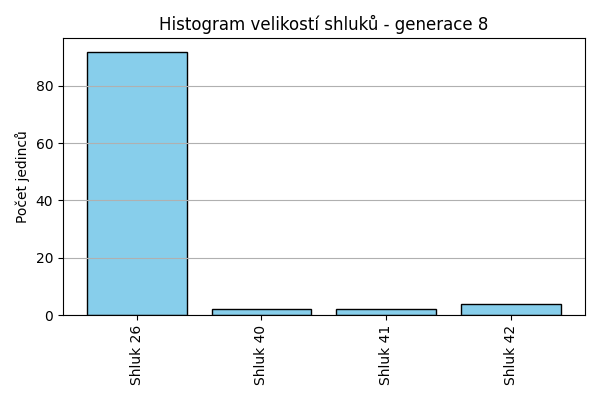 Histogram velikostí shluků - generace 8
Počet jedinců
80
60
40
20
0
Shluk 26
Shluk 40
Shluk 41
Shluk 42